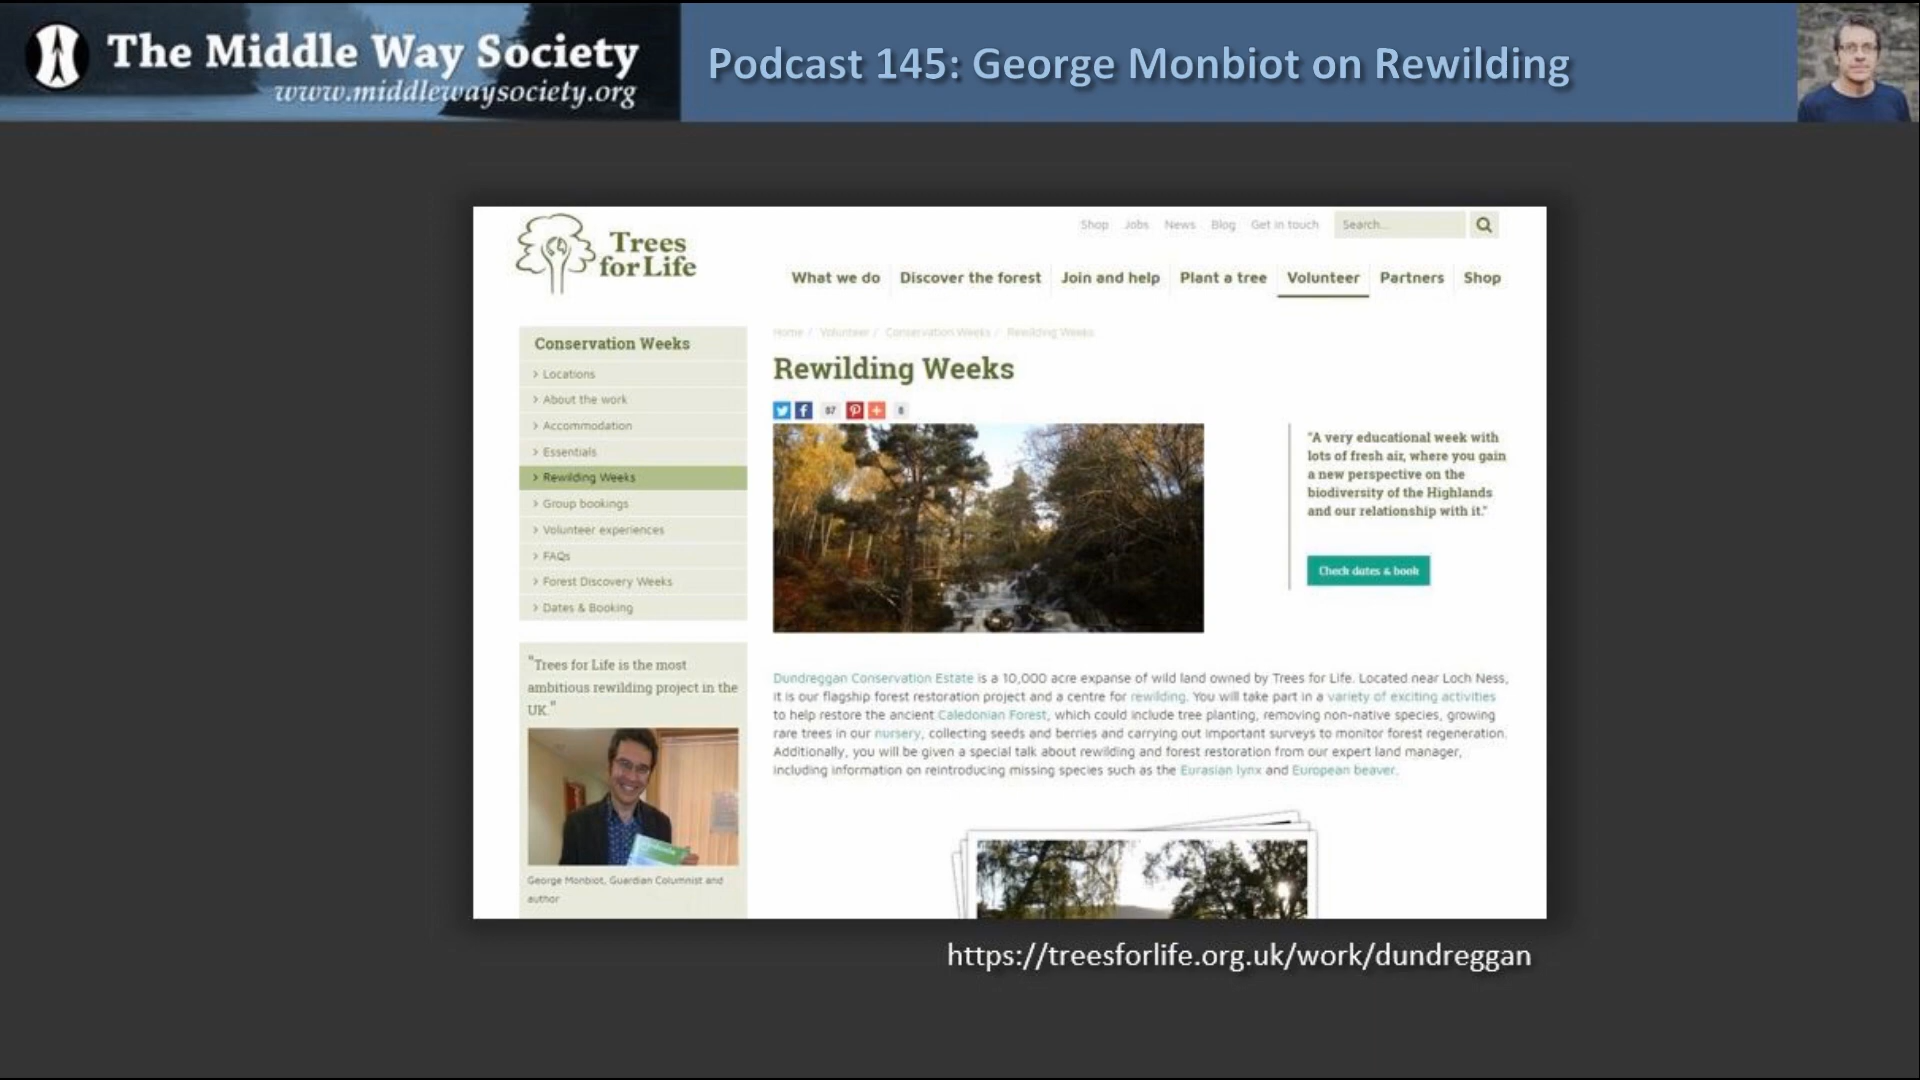 The Middle Way Society
www.middlewaysociety.org
Podcast 145: George Monbiot on Rewilding
Trees
for Life
Shop Jobs News Blog Get in touch Search...
What we do Discover the forest Join and help Plant a tree Volunteer Partners Shop
Conservation Weeks
> Locations
> About the work
> Accommodation
> Essentials
> Rewilding Weeks
> Group bookings
> Volunteer experiences
> FAQs
> Forest Discovery Weeks
> Dates & Booking
"Trees for Life is the most
ambitious rewilding project in the
UK."
George Monbiot, Guardian Columnist and
author
Home / Volunteer / Conservation Weeks / Rewilding Weeks
Rewilding Weeks
87 8
"A very educational week with
lots of fresh air, where you gain
a new perspective on the
biodiversity of the Highlands
and our relationship with it."
Check dates & book
Dundreggan Conservation Estate is a 10,000 acre expanse of wild land owned by Trees for Life. Located near Loch Ness,
it is our flagship forest restoration project and a centre for rewilding. You will take part in a variety of exciting activities
to help restore the ancient Caledonian Forest, which could include tree planting, removing non-native species, growing
rare trees in our nursery, collecting seeds and berries and carrying out important surveys to monitor forest regeneration.
Additionally, you will be given a special talk about rewilding and forest restoration from our expert land manager,
including information on reintroducing missing species such as the Eurasian lynx and European beaver.
https://treesforlife.org.uk/work/dundreggan